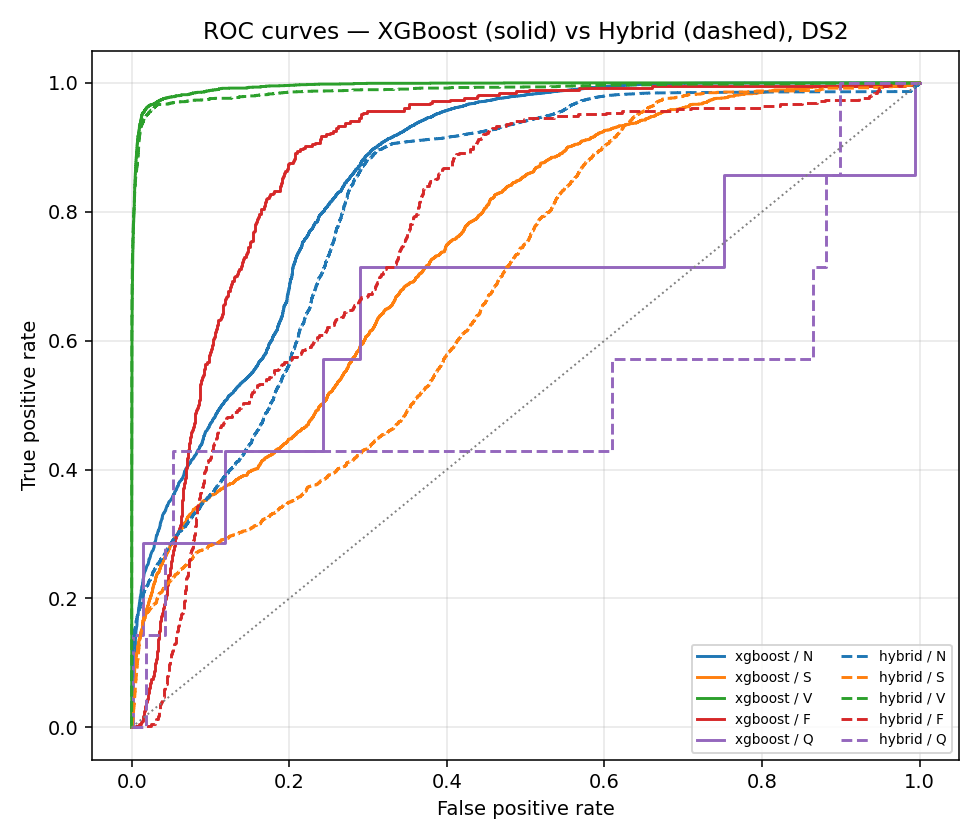 ROC curves — XGBoost (solid) vs Hybrid (dashed), DS2
True positive rate
1.0
0.8
0.6
0.4
0.2
0.0
0.0 0.2 0.4 0.6 0.8 1.0
False positive rate
xgboost / N hybrid / N
xgboost / S hybrid / S
xgboost / V hybrid / V
xgboost / F hybrid / F
xgboost / Q hybrid / Q